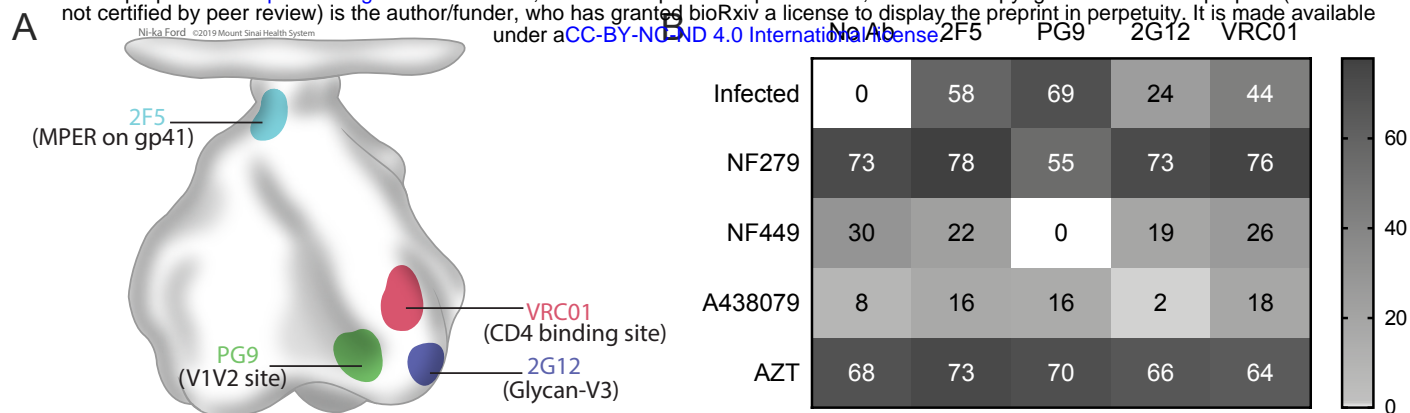 not certified by peer review) is the author/funder, who has granted bioRxiv a license to display the preprint in perpetuity. It is made available
under aCC-BY-NC-ND 4.0 International license.
A
Ni-ka Ford ©2019 Mount Sinai Health System
2F5
(MPER on gp41)
VRC01
(CD4 binding site)
PG9
(V1V2 site)
2G12
(Glycan-V3)
B
No Ab 2F5 PG9 2G12 VRC01
Infected 0 58 69 24 44
NF279 73 78 55 73 76
NF449 30 22 0 19 26
A438079 8 16 16 2 18
AZT 68 73 70 66 64
60
40
20
0